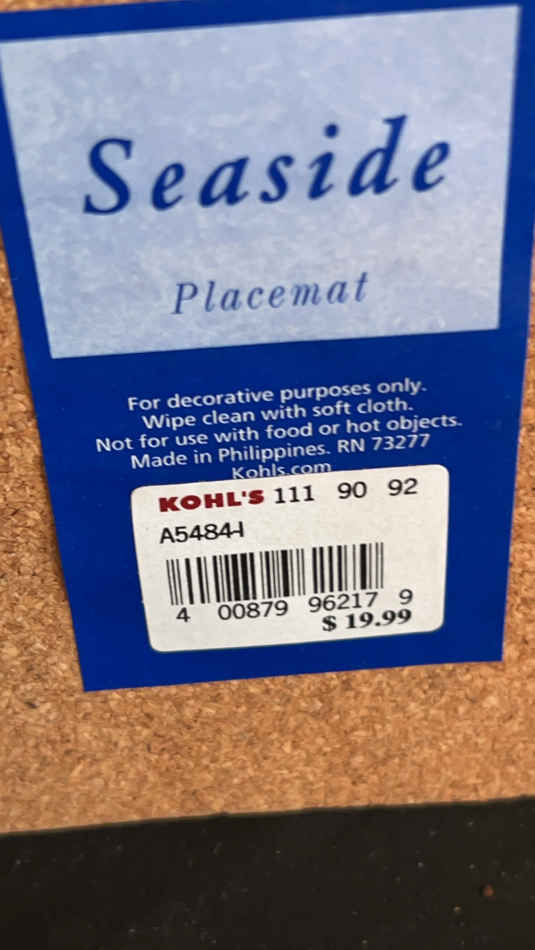 Seaside
Placemat
For decorative purposes only.
Wipe clean with soft cloth.
Not for use with food or hot objects.
Made in Philippines. RN 73277
Kohls.com
KOHL'S 111 90 92
A5484-I
4 00879 96217 9
$ 19.99